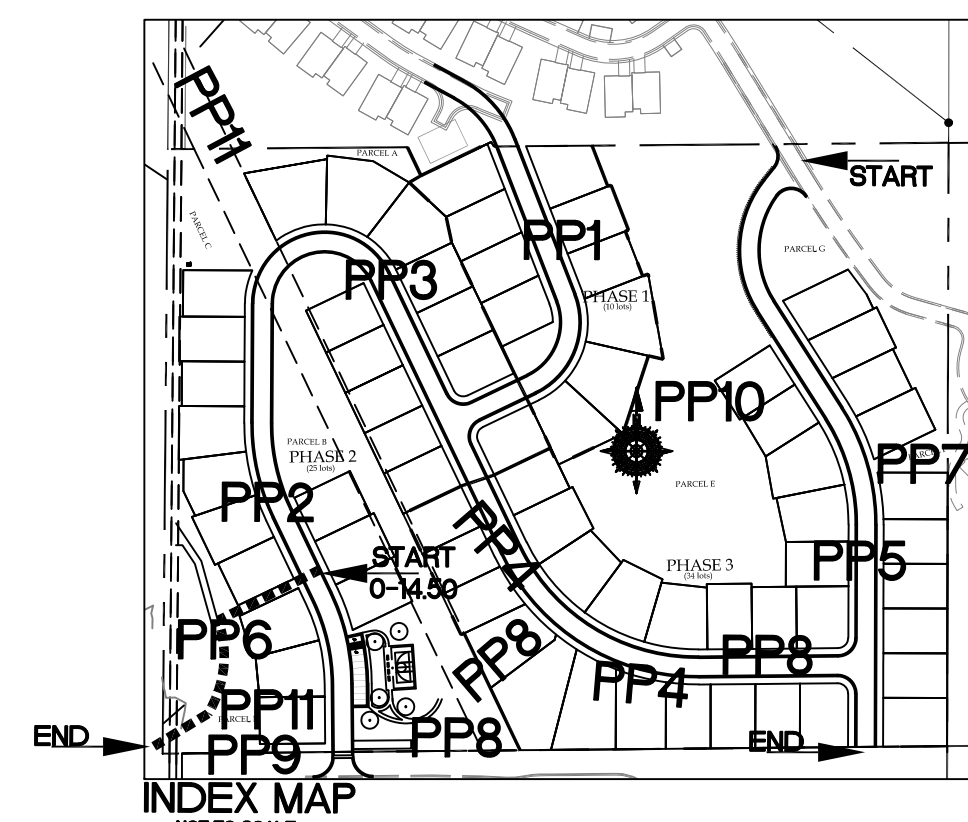 PP11
PARCEL A
START
PARCEL C
PP1
PARCEL G
PP3
PHASE 1
(10 lots)
PP10
PARCEL B
PHASE 2
(25 lots)
PP7
PARCEL E
PP2
PP4
START
0-14.50
PHASE 3
(34 lots)
PP5
PP6
PP8
PP8
PP4
PP11
PARCEL
END
PP8
END
PP9
INDEX MAP